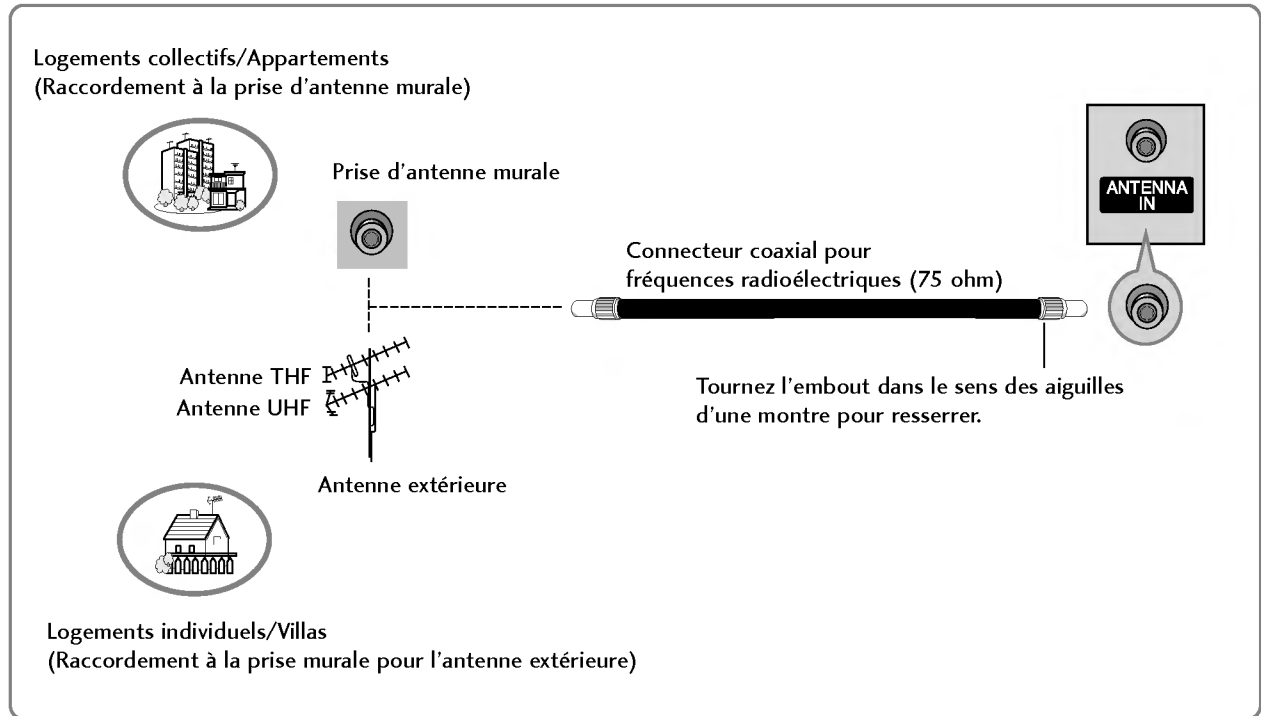 Logements collectifs/Appartements
(Raccordement à la prise d'antenne murale)
Prise d'antenne murale
ANTENNA
IN
Connecteur coaxial pour
fréquences radioélectriques (75 ohm)
Antenne THF
Antenne UHF
Tournez l'embout dans le sens des aiguilles
d'une montre pour resserrer.
Antenne extérieure
Logements individuels/Villas
(Raccordement à la prise murale pour l'antenne extérieure)